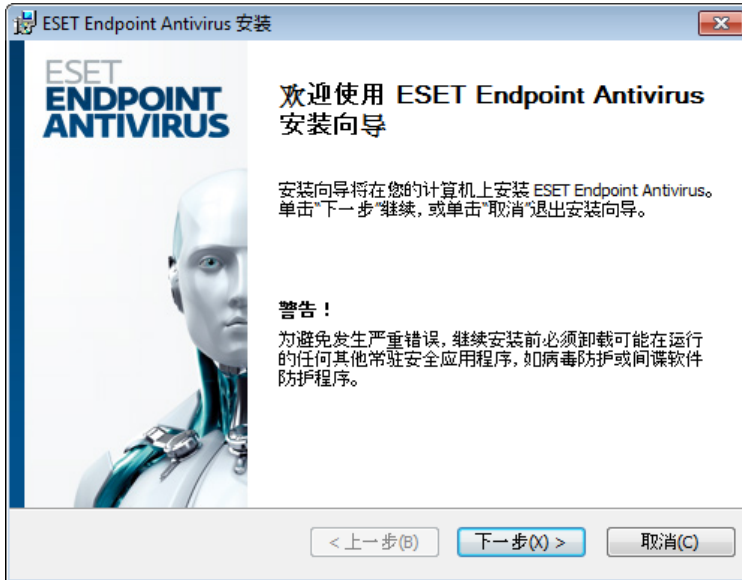 ESET Endpoint Antivirus 安装
ESET
ENDPOINT
ANTIVIRUS
欢迎使用 ESET Endpoint Antivirus
安装向导
安装向导将在您的计算机上安装 ESET Endpoint Antivirus。
单击"下一步"继续, 或单击"取消"退出安装向导。
警告！
为避免发生严重错误, 继续安装前必须卸载可能在运行
的任何其他常驻安全应用程序, 如病毒防护或间谍软件
防护程序。
< 上一步(B)
下一步(X) >
取消(C)